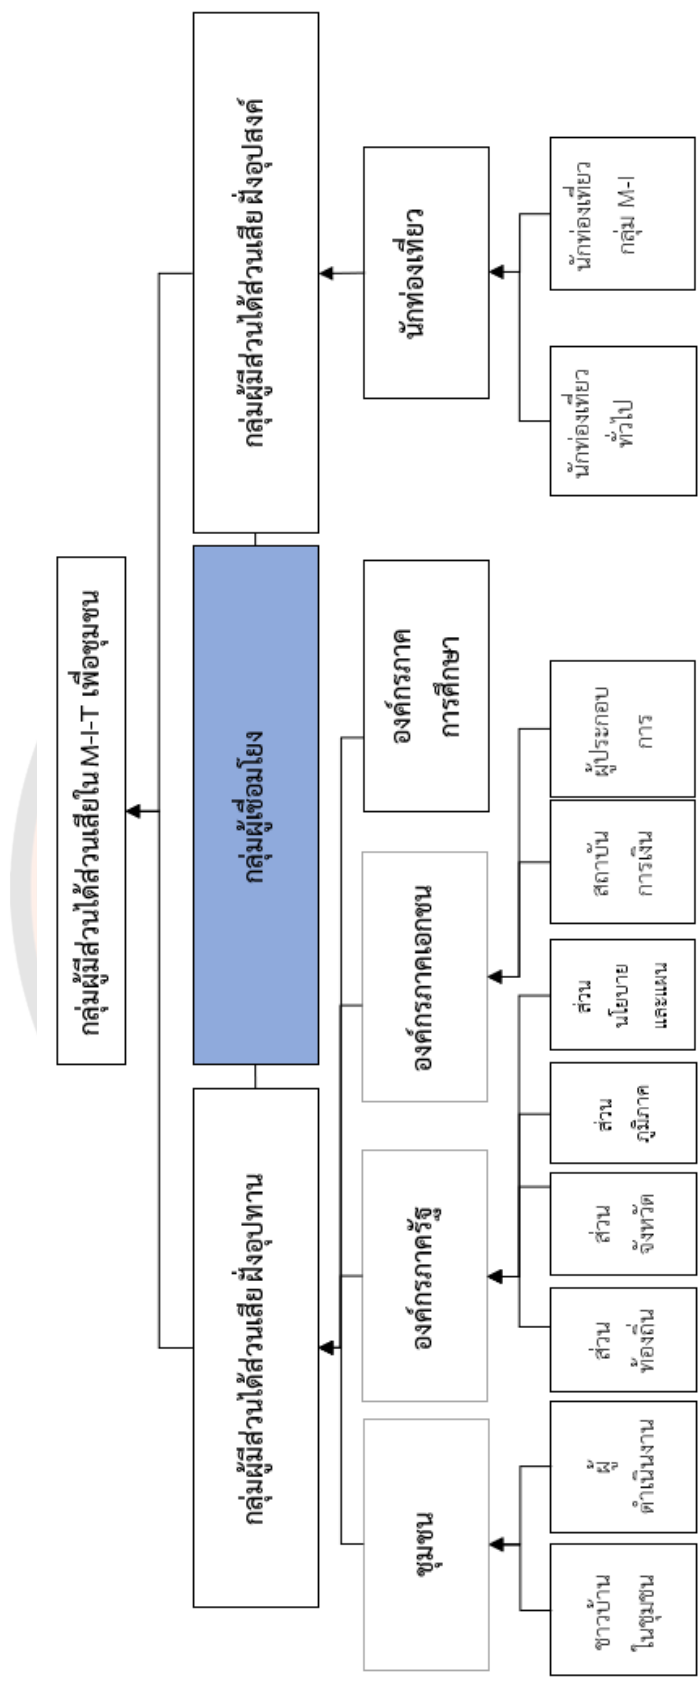 กลุ่มผู้มีส่วนได้ส่วนเสียใน M-I-T เพื่อชุมชน
กลุ่มผู้มีส่วนได้ส่วนเสีย ฝั่งอุปทาน
กลุ่มผู้เชื่อมโยง
กลุ่มผู้มีส่วนได้ส่วนเสีย ฝั่งอุปสงค์
ชุมชน
องค์กรภาครัฐ
องค์กรภาคเอกชน
องค์กรภาค
การศึกษา
นักท่องเที่ยว
ชาวบ้าน
ในชุมชน
ผู้
ดำเนินงาน
ส่วน
ท้องถิ่น
ส่วน
จังหวัด
ส่วน
ภูมิภาค
ส่วน
นโยบาย
และแผน
สถาบัน
การเงิน
ผู้ประกอบ
การ
นักท่องเที่ยว
ทั่วไป
นักท่องเที่ยว
กลุ่ม M-I